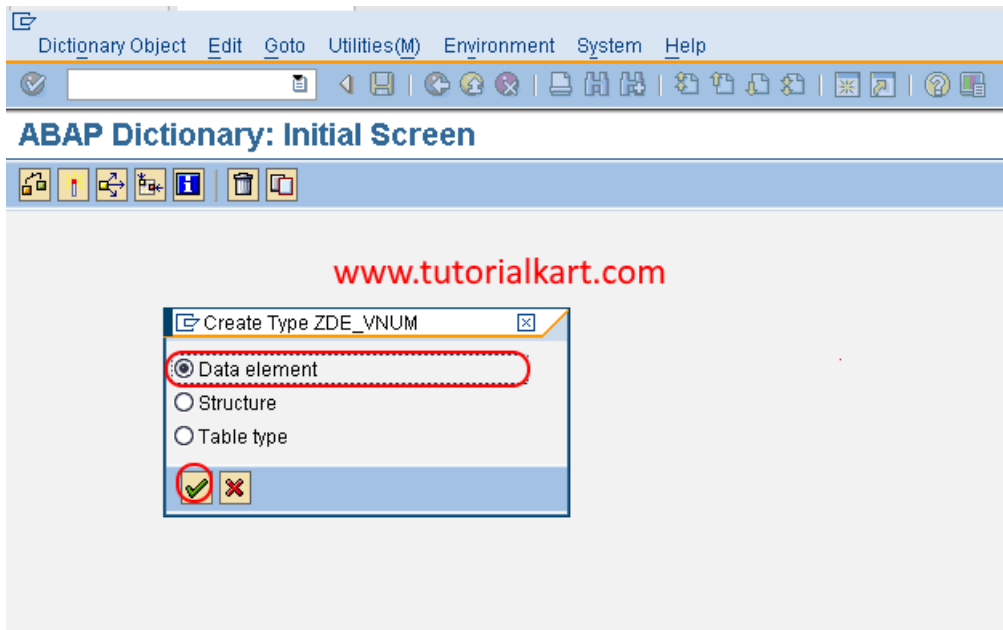 Dictionary Object Edit Goto Utilities(M) Environment System Help
ABAP Dictionary: Initial Screen
www.tutorialkart.com
Create Type ZDE_VNUM
Data element
Structure
Table type